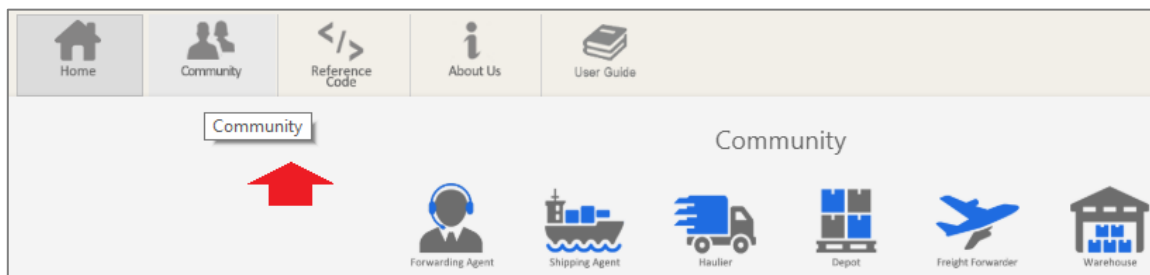 Home
Community
Reference
Code
About Us
User Guide
Community
Community
Forwarding Agent
Shipping Agent
Haulier
Depot
Freight Forwarder
Warehouse